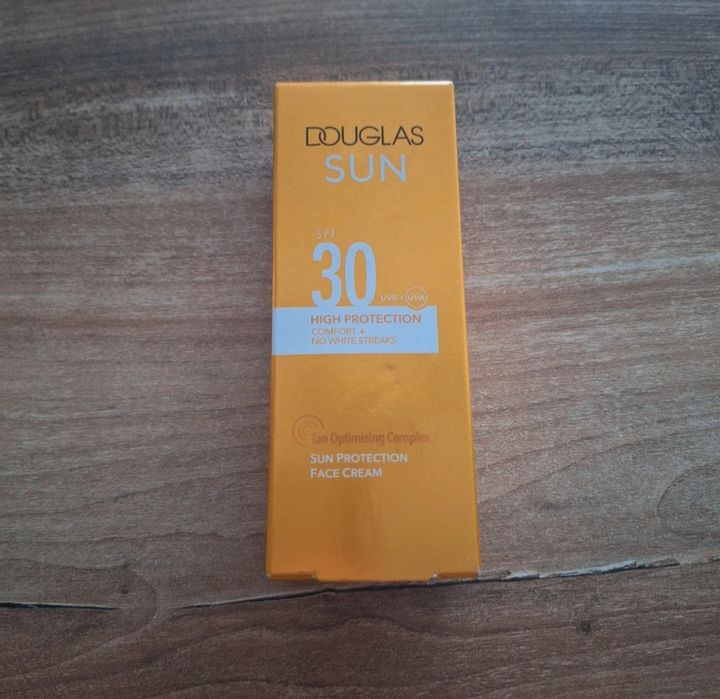 DOUGLAS
SUN
SPF
30
UVB + UVA
HIGH PROTECTION
COMFORT +
NO WHITE STREAKS
Tan Optimising Complex
SUN PROTECTION
FACE CREAM